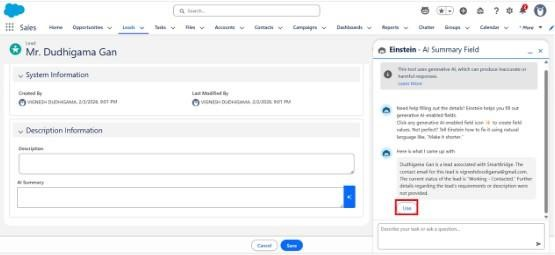 Search...
Sales
Home
Opportunities
Leads
Tasks
Files
Accounts
Contacts
Campaigns
Dashboards
Reports
Chatter
Groups
Calendar
* More
Lead
Mr. Dudhigama Gan
System Information
Created By
VIGNESH DUDHIGAMA, 2/2/2026, 9:01 PM
Last Modified By
VIGNESH DUDHIGAMA, 2/2/2026, 9:01 PM
Description Information
Description
AI Summary
Cancel
Save
Einstein - AI Summary Field
This tool uses generative AI, which can produce inaccurate or
harmful responses.
Learn More
Need help filling out the details? Einstein helps you fill out
generative AI-enabled fields.
Click any generative AI enabled field icon to create field
values. Not perfect? Tell Einstein how to fix it using natural
language like, "Make it shorter."
Here is what I came up with
Dudhigama Gan is a lead associated with Smartbridge. The
contact email for this lead is
The current status of the lead is "Working - Contacted." Further
details regarding the lead's requirements or description were
not provided.
Use
Describe your task or ask a question...